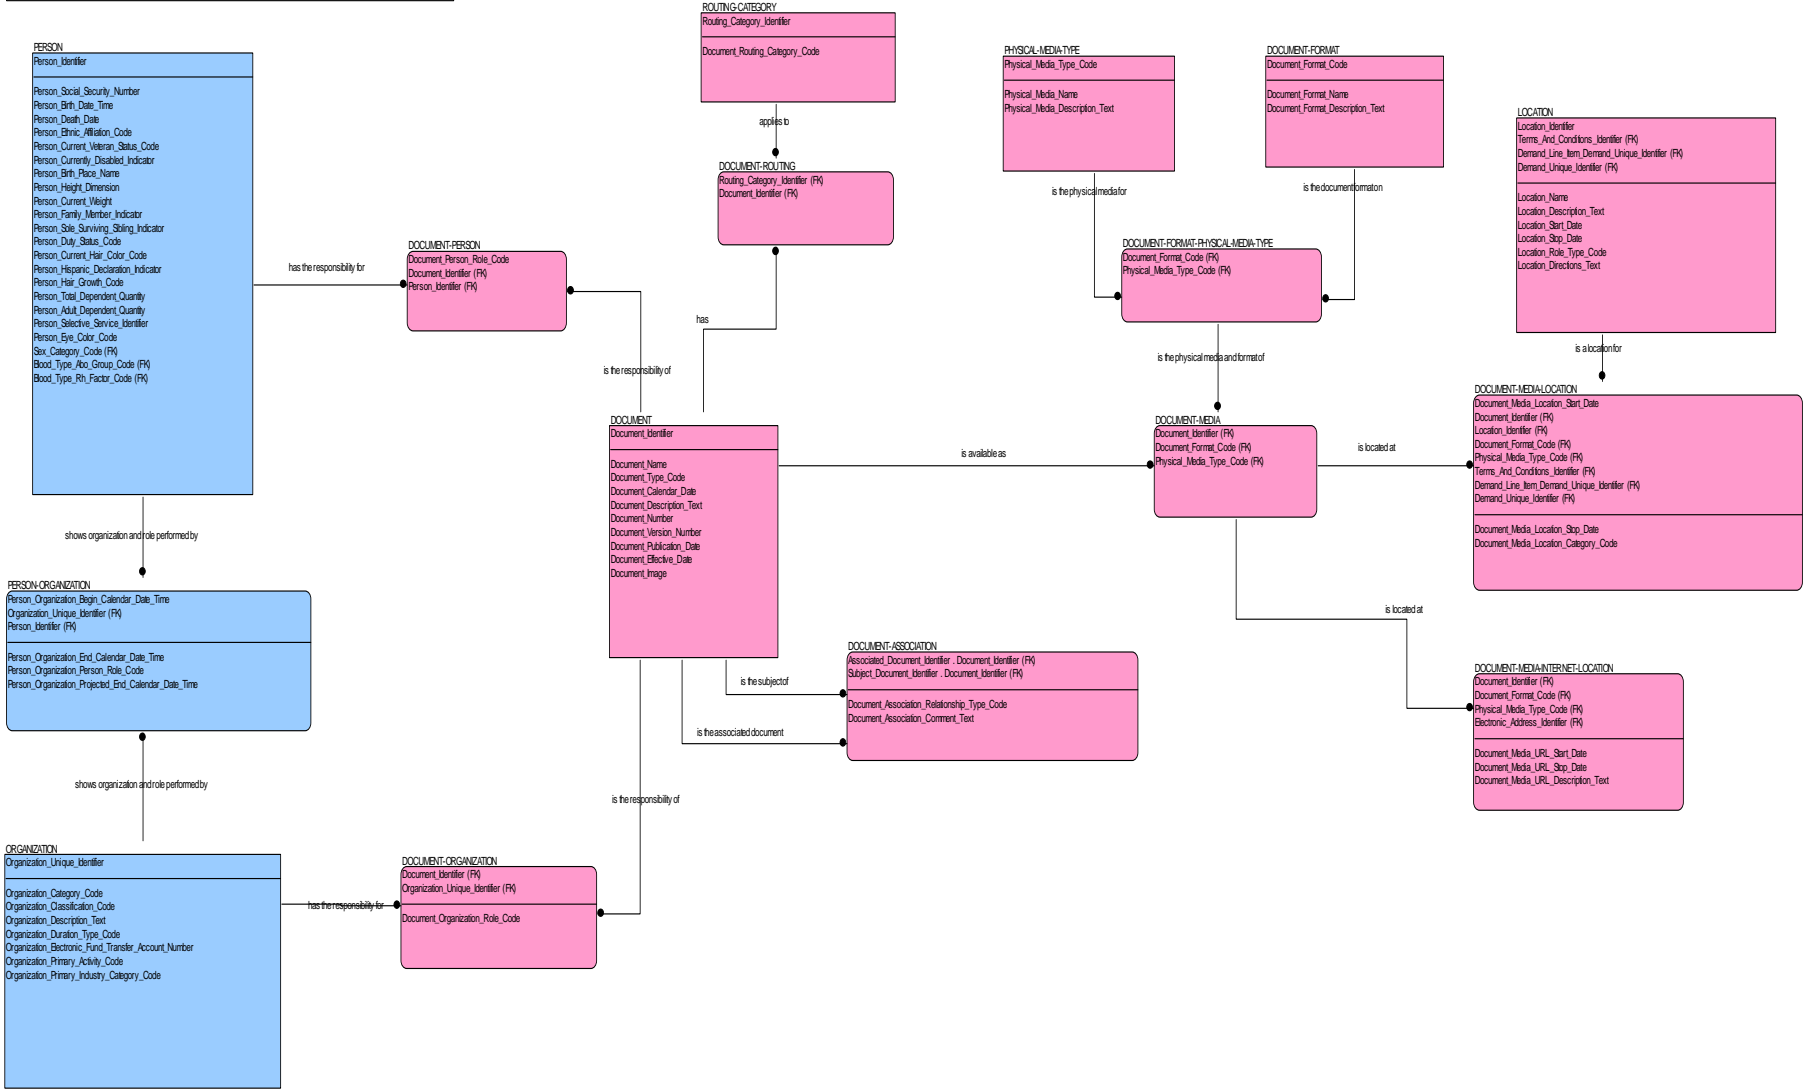 ROUTING-CATEGORY
Routing_Category_Identifier
Document_Routing_Category_Code
applies to
PERSON
Person_Identifier
Person_Social_Security_Number
Person_Birth_Date_Time
Person_Death_Date
Person_Ethnic_Affiliation_Code
Person_Current_Veteran_Status_Code
Person_Currently_Disabled_Indicator
Person_Birth_Place_Name
Person_Height_Dimension
Person_Current_Weight
Person_Family_Member_Indicator
Person_Sole_Surviving_Sibling_Indicator
Person_Duty_Status_Code
Person_Current_Hair_Color_Code
Person_Hispanic_Declaration_Indicator
Person_Hair_Growth_Code
Person_Total_Dependent_Quantity
Person_Adult_Dependent_Quantity
Person_Selective_Service_Identifier
Person_Eye_Color_Code
Sex_Category_Code (FK)
Blood_Type_Abo_Group_Code (FK)
Blood_Type_Rh_Factor_Code (FK)
PHYSICAL-MEDIA-TYPE
Physical_Media_Type_Code
Physical_Media_Name
Physical_Media_Description_Text
is the physical media for
DOCUMENT-FORMAT
Document_Format_Code
Document_Format_Name
Document_Format_Description_Text
is the document format on
LOCATION
Location_Identifier
Terms_And_Conditions_Identifier (FK)
Demand_Line_Item_Demand_Unique_Identifier (FK)
Demand_Unique_Identifier (FK)
Location_Name
Location_Description_Text
Location_Start_Date
Location_Stop_Date
Location_Role_Type_Code
Location_Directions_Text
is a location for
DOCUMENT-ROUTING
Routing_Category_Identifier (FK)
Document_Identifier (FK)
has
DOCUMENT-PERSON
Document_Person_Role_Code
Document_Identifier (FK)
Person_Identifier (FK)
has the responsibility for
is the responsibility of
DOCUMENT-FORMAT-PHYSICAL-MEDIA-TYPE
Document_Format_Code (FK)
Physical_Media_Type_Code (FK)
is the physical media and format of
DOCUMENT
Document_Identifier
Document_Name
Document_Type_Code
Document_Calendar_Date
Document_Description_Text
Document_Number
Document_Version_Number
Document_Publication_Date
Document_Effective_Date
Document_Image
is available as
DOCUMENT-MEDIA
Document_Identifier (FK)
Document_Format_Code (FK)
Physical_Media_Type_Code (FK)
is located at
DOCUMENT-MEDIA-LOCATION
Document_Media_Location_Start_Date
Document_Identifier (FK)
Location_Identifier (FK)
Document_Format_Code (FK)
Physical_Media_Type_Code (FK)
Terms_And_Conditions_Identifier (FK)
Demand_Line_Item_Demand_Unique_Identifier (FK)
Demand_Unique_Identifier (FK)
Document_Media_Location_Stop_Date
Document_Media_Location_Category_Code
is located at
shows organization and role performed by
PERSON-ORGANIZATION
Person_Organization_Begin_Calendar_Date_Time
Organization_Unique_Identifier (FK)
Person_Identifier (FK)
Person_Organization_End_Calendar_Date_Time
Person_Organization_Person_Role_Code
Person_Organization_Projected_End_Calendar_Date_Time
shows organization and role performed by
DOCUMENT-ASSOCIATION
Associated_Document_Identifier . Document_Identifier (FK)
Subject_Document_Identifier . Document_Identifier (FK)
Document_Association_Relationship_Type_Code
Document_Association_Comment_Text
is the subject of
is the associated document
DOCUMENT-MEDIA-INTERNET-LOCATION
Document_Identifier (FK)
Document_Format_Code (FK)
Physical_Media_Type_Code (FK)
Electronic_Address_Identifier (FK)
Document_Media_URL_Start_Date
Document_Media_URL_Stop_Date
Document_Media_URL_Description_Text
is the responsibility of
ORGANIZATION
Organization_Unique_Identifier
Organization_Category_Code
Organization_Classification_Code
Organization_Description_Text
Organization_Duration_Type_Code
Organization_Electronic_Fund_Transfer_Account_Number
Organization_Primary_Activity_Code
Organization_Primary_Industry_Category_Code
has the responsibility for
DOCUMENT-ORGANIZATION
Document_Identifier (FK)
Organization_Unique_Identifier (FK)
Document_Organization_Role_Code